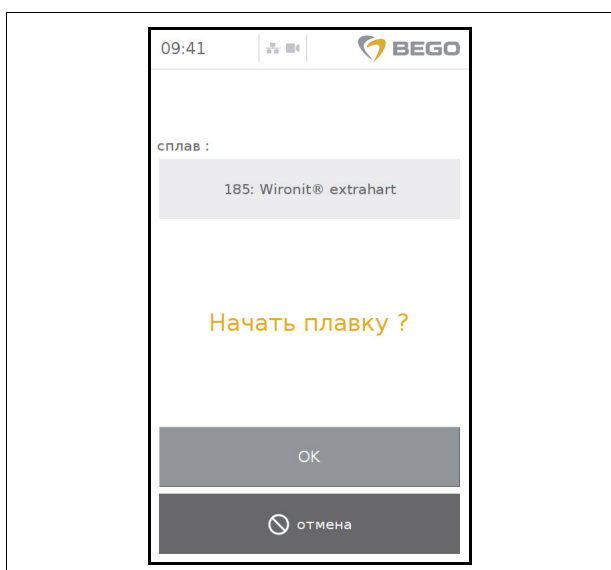 09:41 BEGO
сплав :
185: Wironit® extrahart
Начать плавку ?
OK
отмена